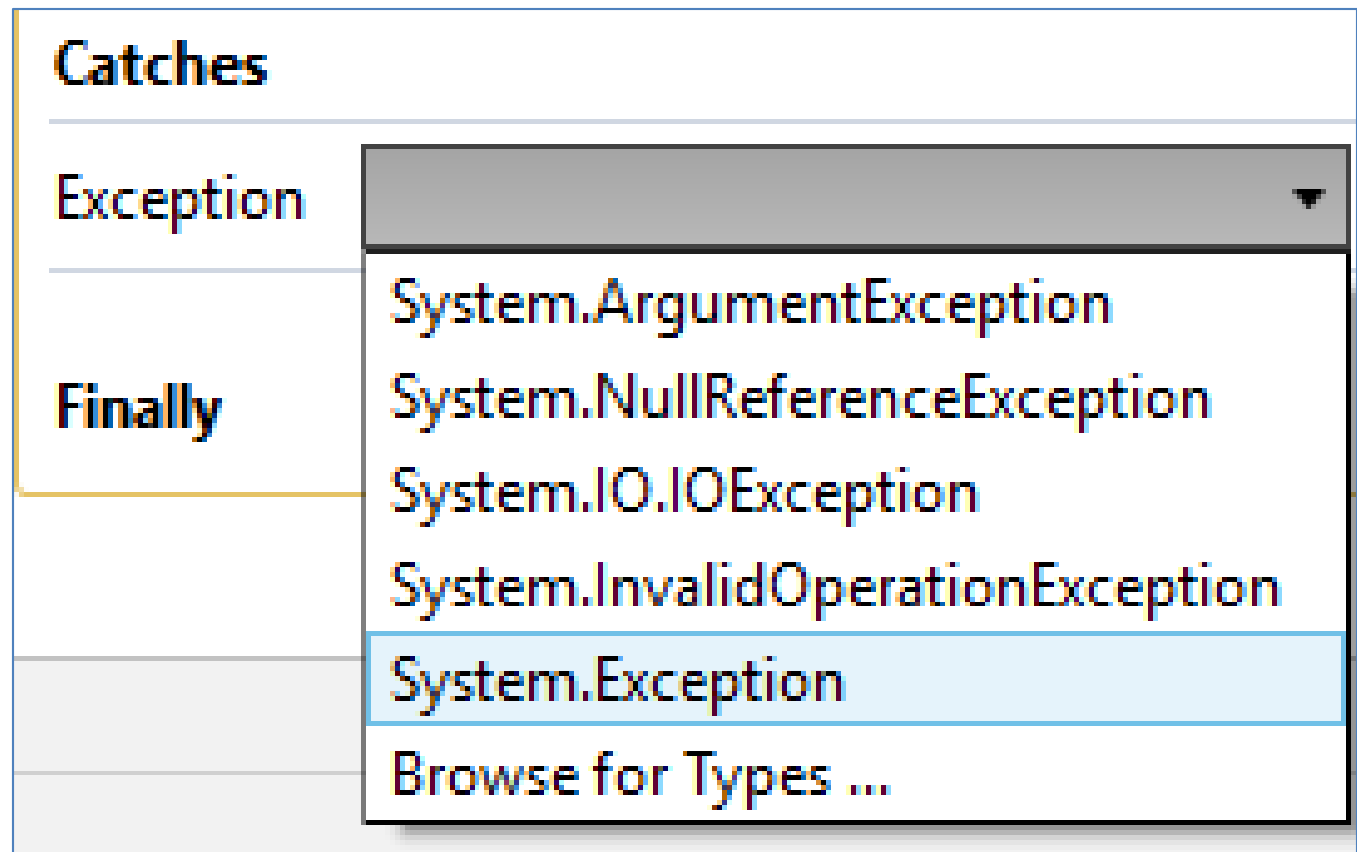 Catches
Exception
System.ArgumentException
System.NullReferenceException
Finally
System.IO.IOException
System.InvalidOperationException
System.Exception
Browse for Types ...